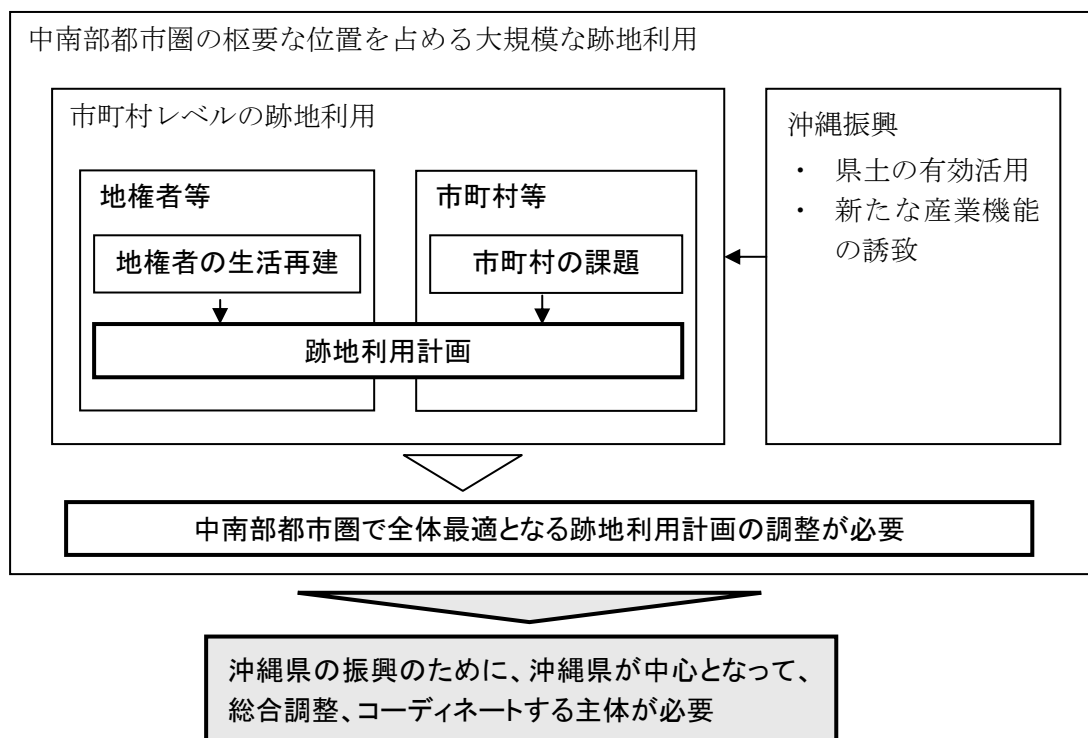 中南部都市圏の枢要な位置を占める大規模な跡地利用
市町村レベルの跡地利用
地権者等
地権者の生活再建
市町村等
市町村の課題
跡地利用計画
沖縄振興
・ 県土の有効活用
・ 新たな産業機能
の誘致
中南部都市圏で全体最適となる跡地利用計画の調整が必要
沖縄県の振興のために、沖縄県が中心となって、
総合調整、コーディネートする主体が必要